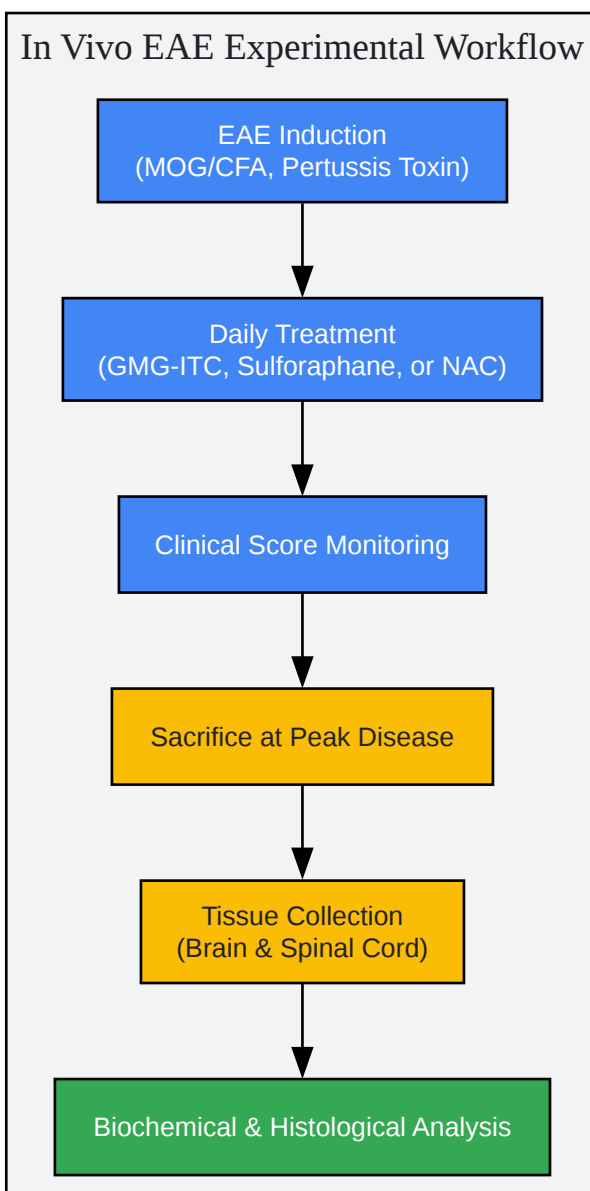 In Vivo EAE Experimental Workflow
EAE Induction
(MOG/CFA, Pertussis Toxin)
Daily Treatment
(GMG-ITC, Sulforaphane, or NAC)
Clinical Score Monitoring
Sacrifice at Peak Disease
Tissue Collection
(Brain & Spinal Cord)
Biochemical & Histological Analysis